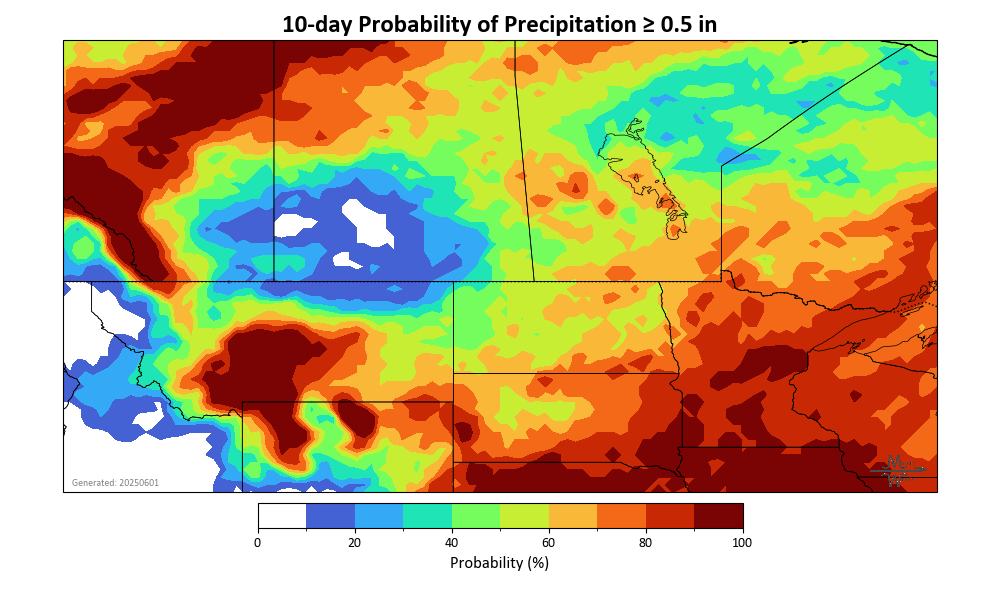 10-day Probability of Precipitation ≥ 0.5 in
Generated: 20250601
0 20 40 60 80 100
Probability (%)